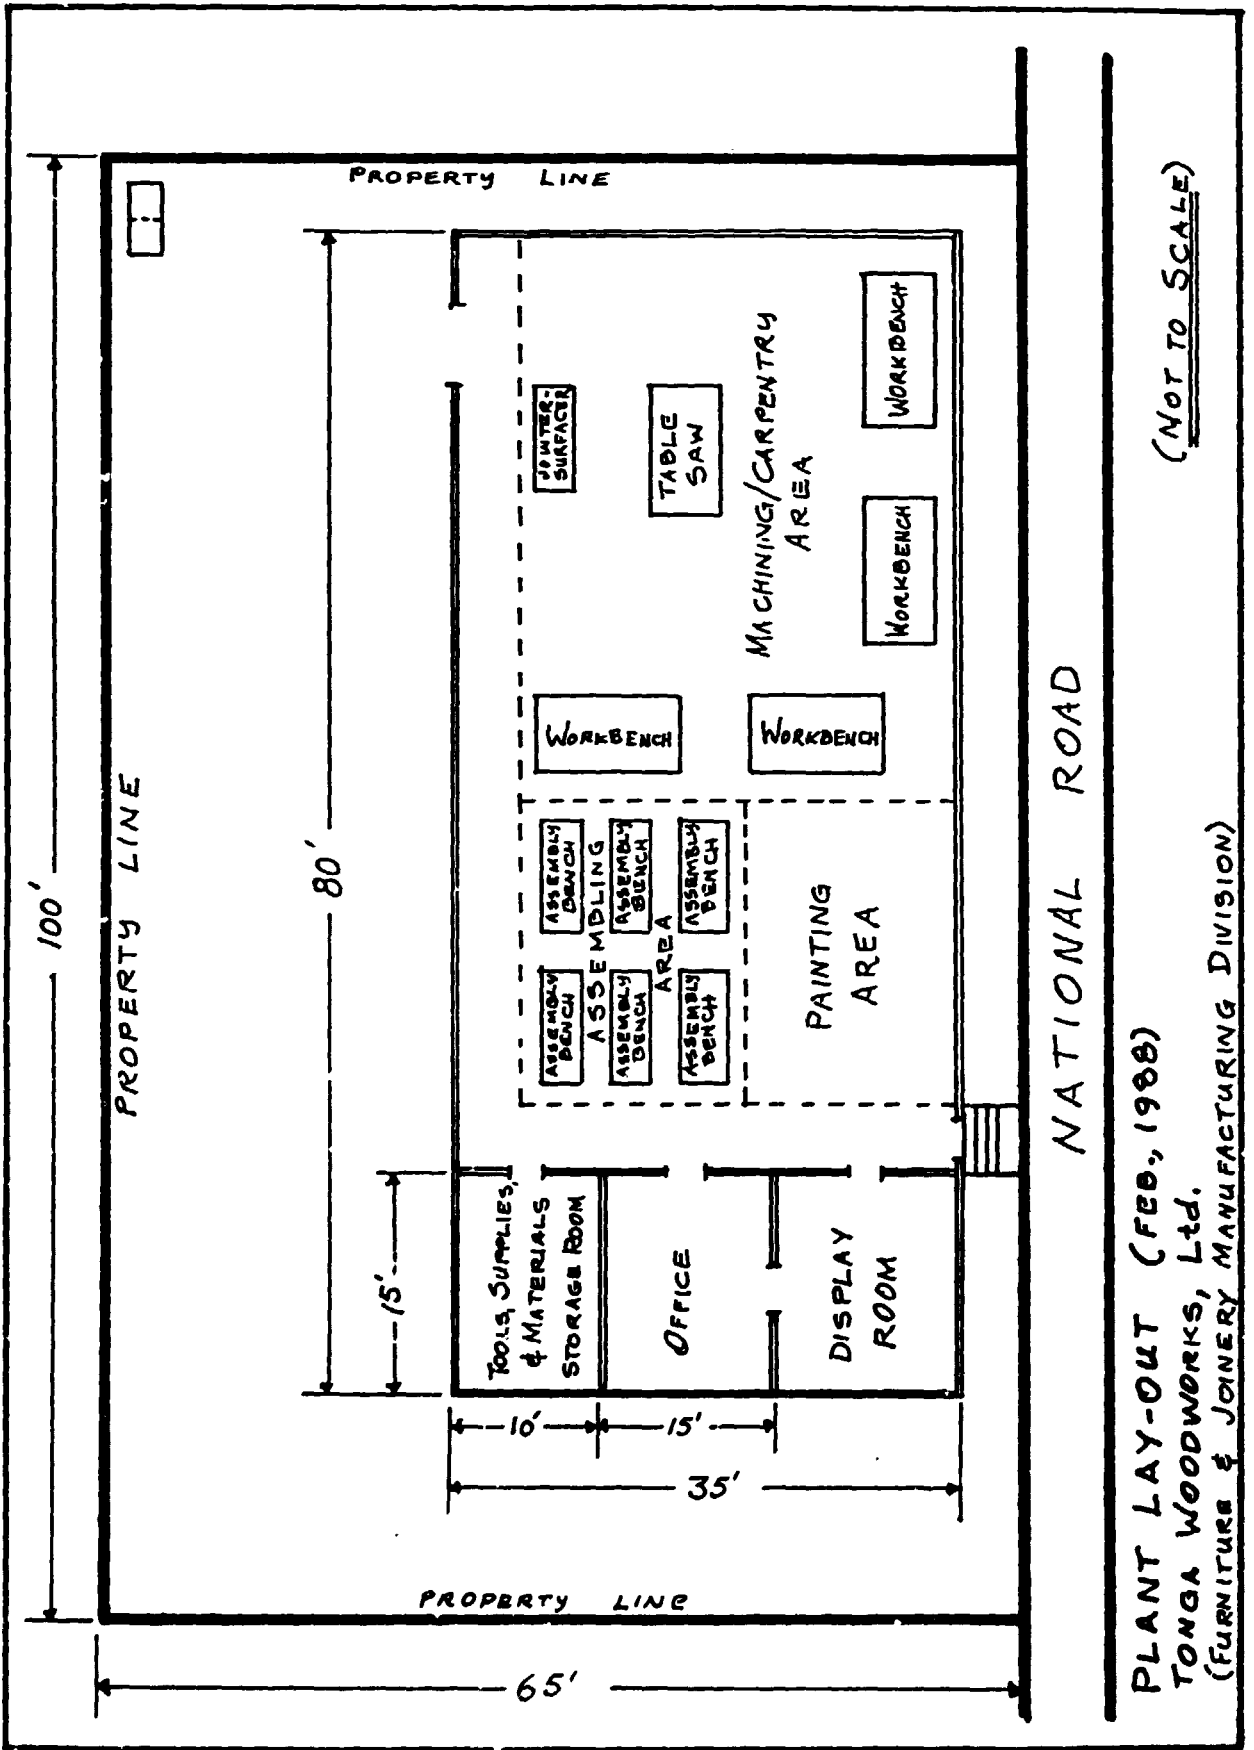 100'
PROPERTY LINE
PROPERTY LINE
80'
15'
TOOLS, SUPPLIES,
& MATERIALS
STORAGE ROOM
10'
OFFICE
15'
35'
DISPLAY
ROOM
ASSEMBLY
BENCH
ASSEMBLY
BENCH
ASSEMBLING
ASSEMBLY
BENCH
ASSEMBLY
BENCH
AREA
ASSEMBLY
BENCH
ASSEMBLY
BENCH
PAINTING
AREA
WORKBENCH
WORKBENCH
JOINTER-
SURFACER
TABLE
SAW
MACHINING/CARPENTRY
AREA
WORKBENCH
WORKBENCH
PROPERTY LINE
65'
NATIONAL ROAD
PLANT LAY-OUT (FEB., 1988)
TONGA WOODWORKS, Ltd.
(FURNITURE & JOINERY MANUFACTURING DIVISION)
(NOT TO SCALE)